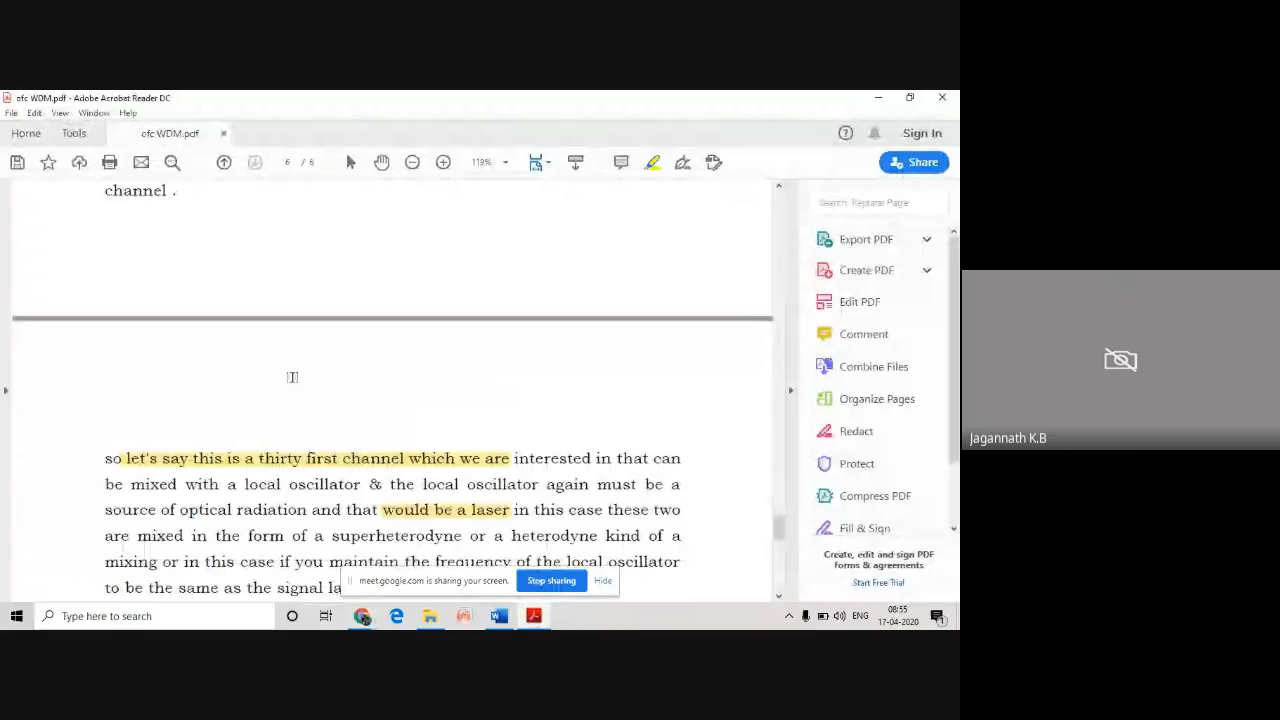 ofc WDM.pdf - Adobe Acrobat Reader DC
File Edit View Window Help
Home Tools ofc WDM.pdf × Sign In
6 / 6 119% Share
channel .
so let's say this is a thirty first channel which we are interested in that can
be mixed with a local oscillator & the local oscillator again must be a
source of optical radiation and that would be a laser in this case these two
are mixed in the form of a superheterodyne or a heterodyne kind of a
mixing or in this case if you maintain the frequency of the local oscillator
to be the same as the signal
Search 'Replace Page'
Export PDF
Create PDF
Edit PDF
Comment
Combine Files
Organize Pages
Redact
Protect
Compress PDF
Fill & Sign
Create, edit and sign PDF
forms & agreements
Start Free Trial
meet.google.com is sharing your screen. Stop sharing Hide
Type here to search
ENG
08:55
17-04-2020
Jagannath K.B